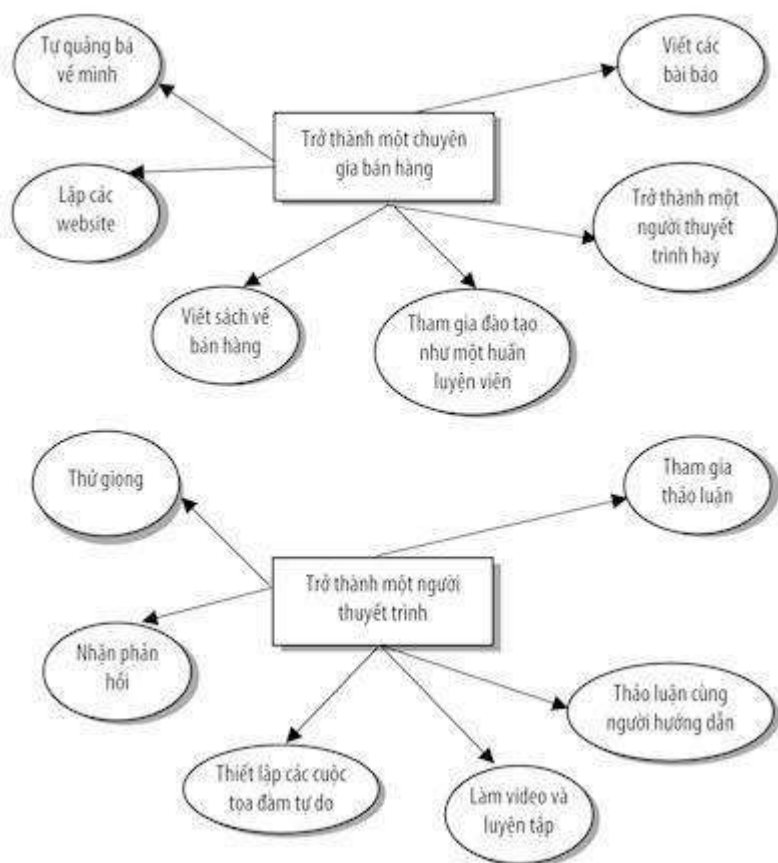 Tự quảng bá
về mình
Viết các
bài báo
Trở thành một chuyên
gia bán hàng
Lập các
website
Trở thành một
người thuyết
trình hay
Viết sách về
bán hàng
Tham gia đào tạo
như một huấn
luyện viên
Thử giọng
Tham gia
thảo luận
Trở thành một người
thuyết trình
Nhận phản
hồi
Thảo luận cùng
người hướng dẫn
Thiết lập các cuộc
tọa đàm tự do
Làm video và
luyện tập